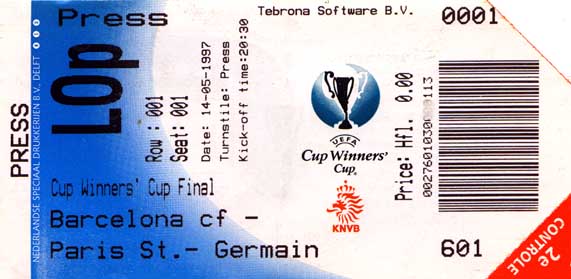 PRESS
NEDERLANDSE SPECIAAL DRUKKERIJEN B.V. DELFT
Press
LOp
Row : 001
Seat: 001
Date: 14-05-1997
Turnstile: Press
Kick-off time:20:30
Tebrona Software B.V.
UEFA
Cup Winners'
Cup
KNVB
Price: Hfl. 0.00
0001
Cup Winners' Cup Final
Barcelona cf -
Paris St.- Germain
601
2e
CONTROLE